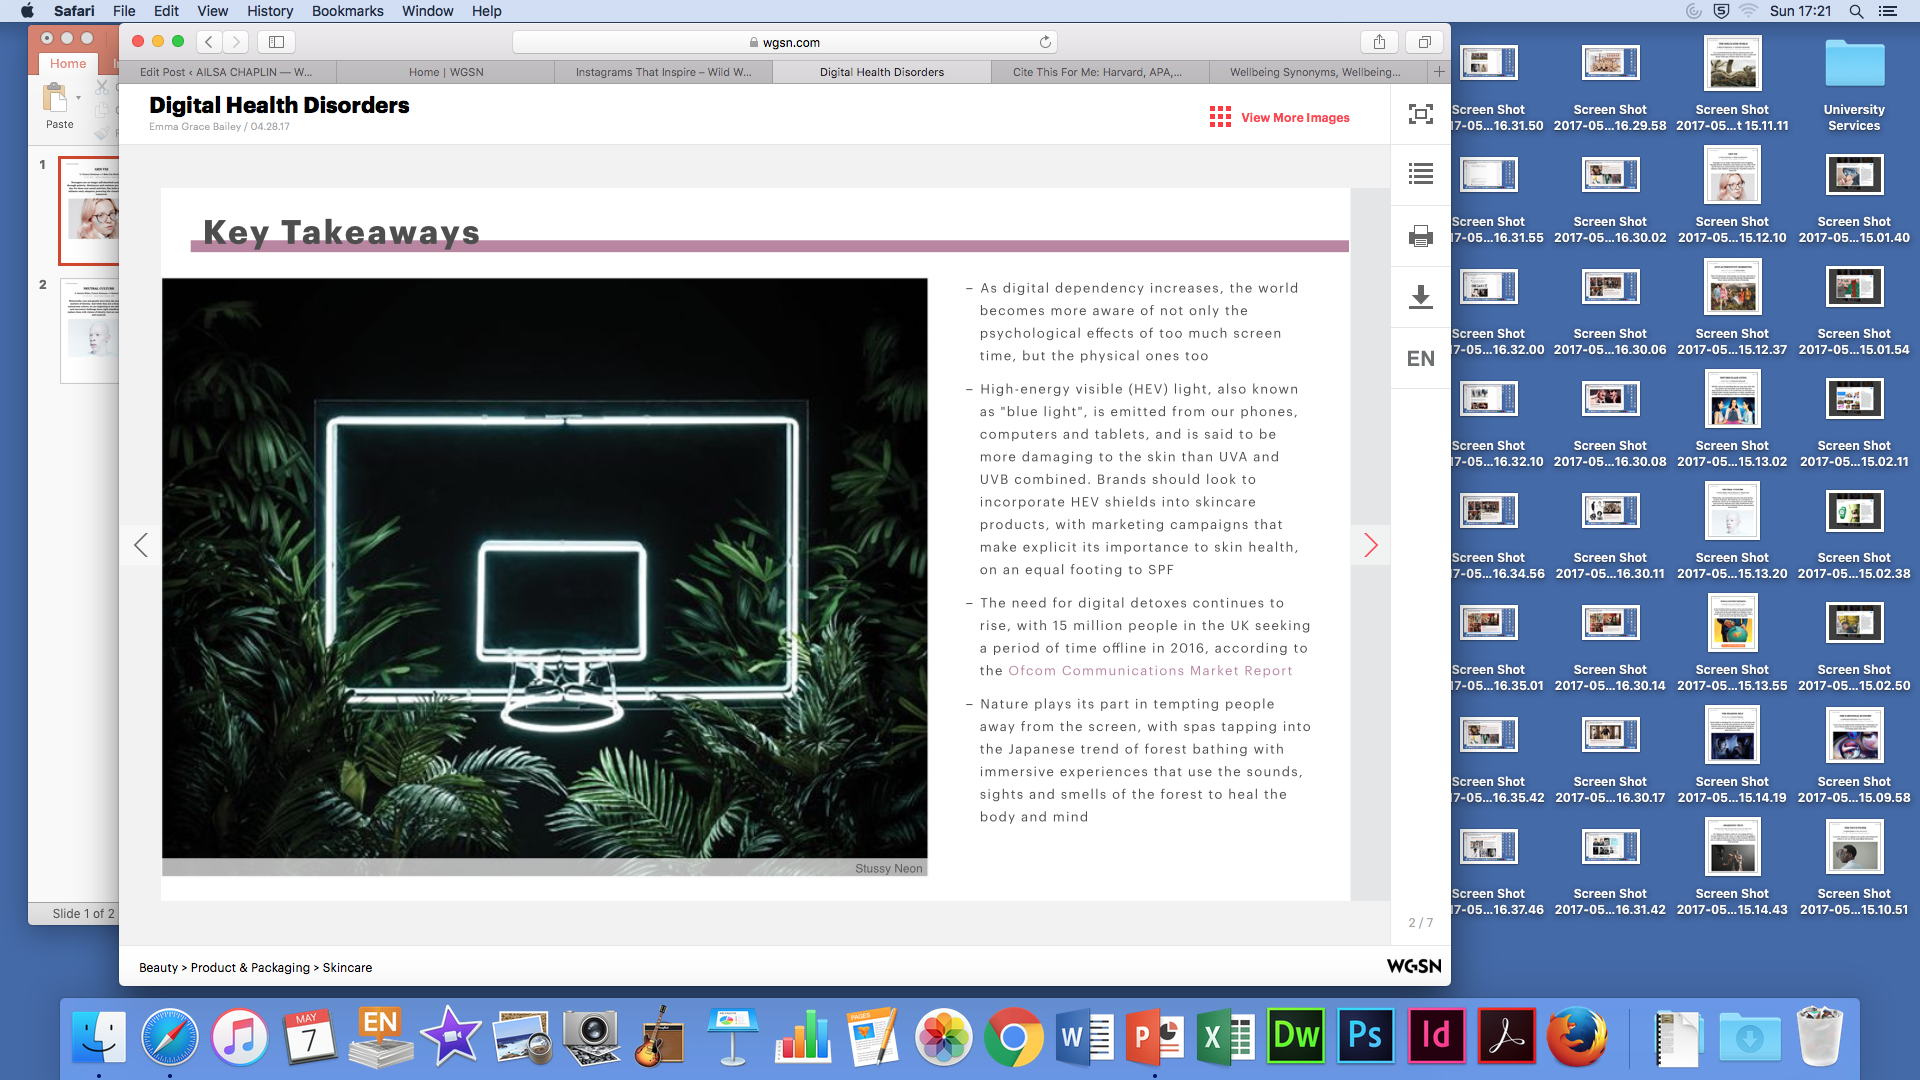 Safari File Edit View History Bookmarks Window Help
Sun 17:21
wgsn.com
Edit Post ‹ AILSA CHAPLIN — W...
Home | WGSN
Instagrams That Inspire – Wild W...
Digital Health Disorders
Cite This For Me: Harvard, APA,...
Wellbeing Synonyms, Wellbeing...
Home
Paste
1
2
Slide 1 of 2
Digital Health Disorders
Emma Grace Bailey / 04.28.17
View More Images
EN
Key Takeaways
– As digital dependency increases, the world
becomes more aware of not only the
psychological effects of too much screen
time, but the physical ones too
– High-energy visible (HEV) light, also known
as "blue light", is emitted from our phones,
computers and tablets, and is said to be
more damaging to the skin than UVA and
UVB combined. Brands should look to
incorporate HEV shields into skincare
products, with marketing campaigns that
make explicit its importance to skin health,
on an equal footing to SPF
– The need for digital detoxes continues to
rise, with 15 million people in the UK seeking
a period of time offline in 2016, according to
the Ofcom Communications Market Report
– Nature plays its part in tempting people
away from the screen, with spas tapping into
the Japanese trend of forest bathing with
immersive experiences that use the sounds,
sights and smells of the forest to heal the
body and mind
Stussy Neon
2 / 7
Beauty > Product & Packaging > Skincare
WGSN
Screen Shot
17-05...16.31.50
Screen Shot
2017-05...16.29.58
Screen Shot
2017-05...t 15.11.11
University
Services
Screen Shot
17-05...16.31.55
Screen Shot
2017-05...16.30.02
Screen Shot
2017-05...15.12.10
Screen Shot
2017-05...15.01.40
Screen Shot
17-05...16.32.00
Screen Shot
2017-05...16.30.06
Screen Shot
2017-05...15.12.37
Screen Shot
2017-05...15.01.54
Screen Shot
17-05...16.32.10
Screen Shot
2017-05...16.30.08
Screen Shot
2017-05...15.13.02
Screen Shot
2017-05...15.02.11
Screen Shot
17-05...16.34.56
Screen Shot
2017-05...16.30.11
Screen Shot
2017-05...15.13.20
Screen Shot
2017-05...15.02.38
Screen Shot
17-05...16.35.01
Screen Shot
2017-05...16.30.14
Screen Shot
2017-05...15.13.55
Screen Shot
2017-05...15.02.50
Screen Shot
17-05...16.35.42
Screen Shot
2017-05...16.30.17
Screen Shot
2017-05...15.14.19
Screen Shot
2017-05...15.09.58
Screen Shot
17-05...16.37.46
Screen Shot
2017-05...16.31.42
Screen Shot
2017-05...15.14.43
Screen Shot
2017-05...15.10.51
MAY
7
EN
PAGES
W
P
X
Dw
Ps
Id